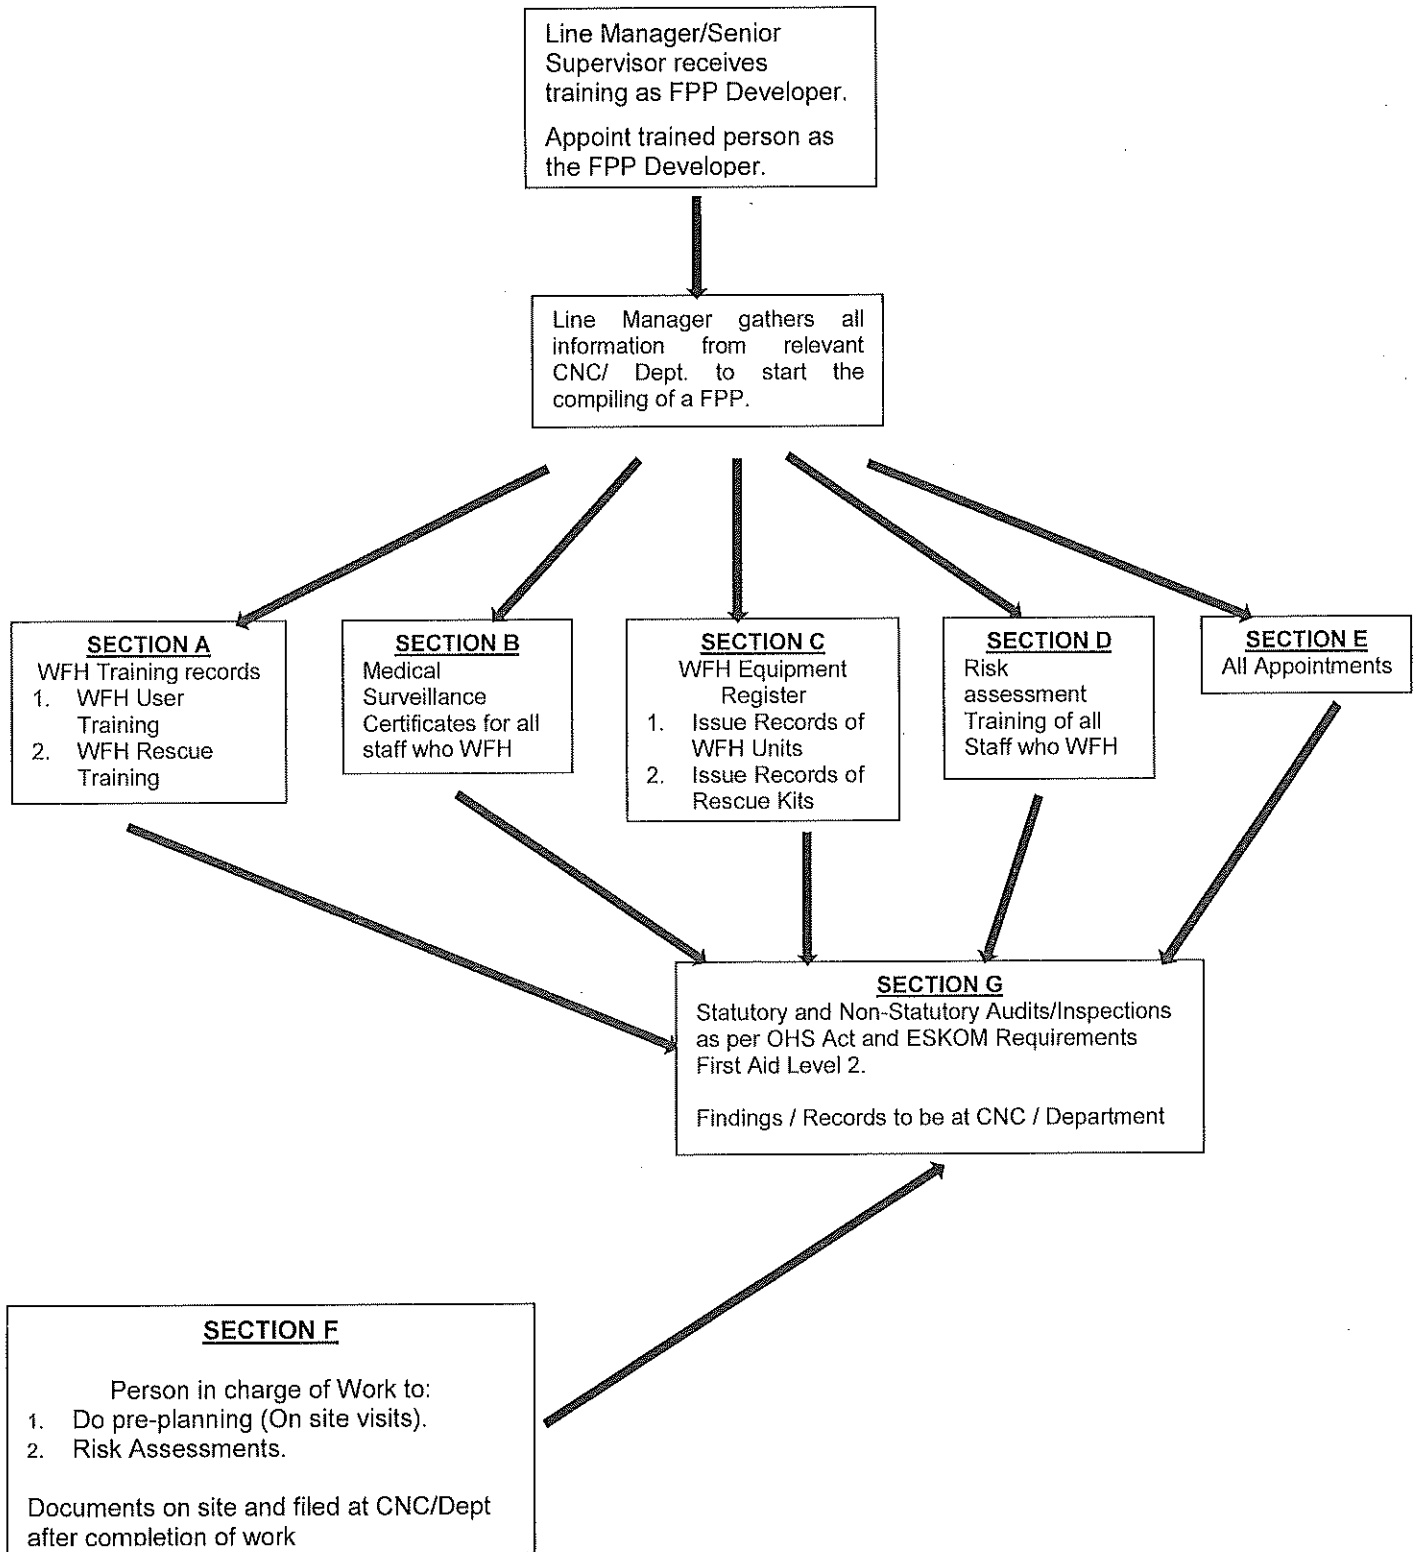 Line Manager/Senior
Supervisor receives
training as FPP Developer.
Appoint trained person as
the FPP Developer.
Line Manager gathers all
information from relevant
CNC/ Dept. to start the
compiling of a FPP.
SECTION A
WFH Training records
1. WFH User
Training
2. WFH Rescue
Training
SECTION B
Medical
Surveillance
Certificates for all
staff who WFH
SECTION C
WFH Equipment
Register
1. Issue Records of
WFH Units
2. Issue Records of
Rescue Kits
SECTION D
Risk
assessment
Training of all
Staff who WFH
SECTION E
All Appointments
SECTION G
Statutory and Non-Statutory Audits/Inspections
as per OHS Act and ESKOM Requirements
First Aid Level 2.
Findings / Records to be at CNC / Department
SECTION F
Person in charge of Work to:
1. Do pre-planning (On site visits).
2. Risk Assessments.
Documents on site and filed at CNC/Dept
after completion of work